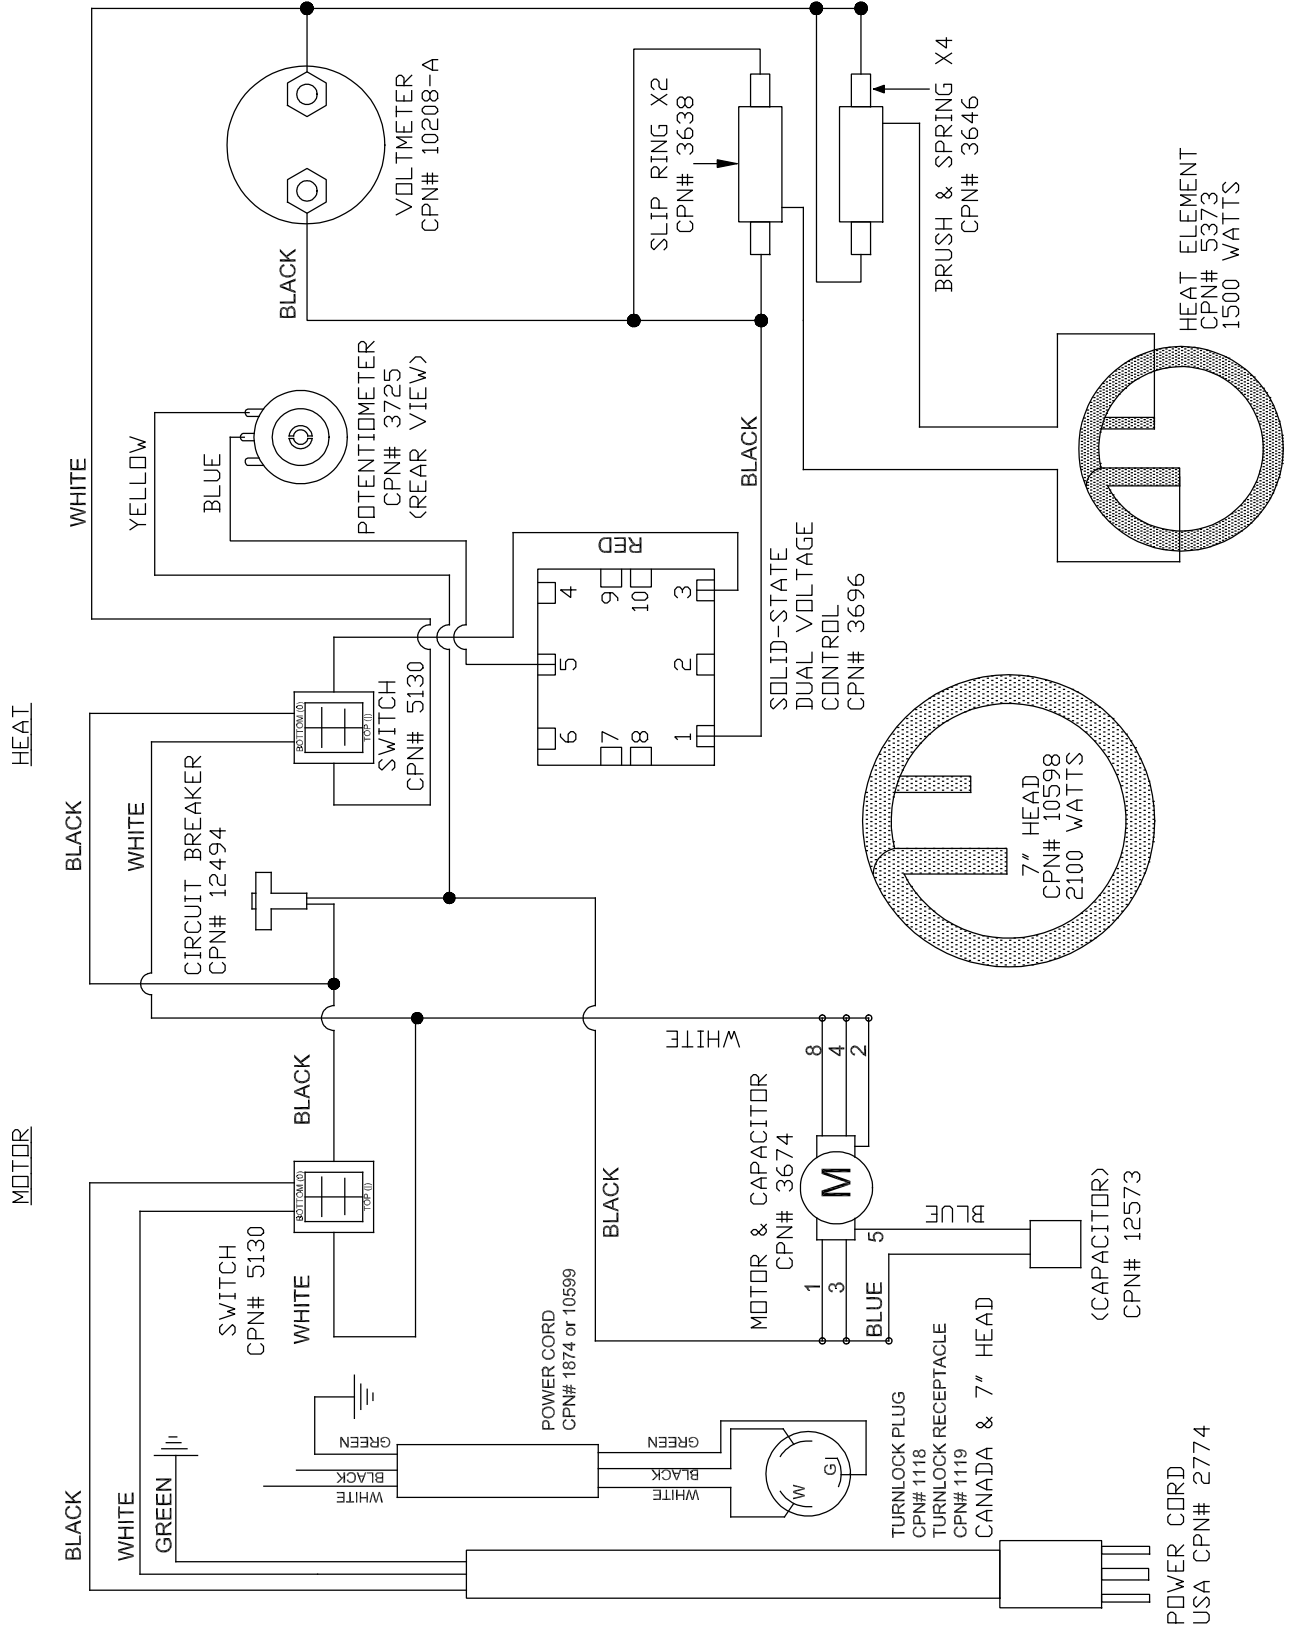 MOTOR
HEAT
BLACK
WHITE
GREEN
BLACK
WHITE
WHITE
YELLOW
BLUE
SWITCH
CPN# 5130
BOTTOM (0)
TOP (I)
WHITE
BLACK
CIRCUIT BREAKER
CPN# 12494
BOTTOM (0)
TOP (I)
SWITCH
CPN# 5130
POTENTIOMETER
CPN# 3725
(REAR VIEW)
BLACK
VOLTMETER
CPN# 10208-A
GREEN
BLACK
WHITE
POWER CORD
CPN# 1874 or 10599
GREEN
BLACK
WHITE
W
G
BLACK
WHITE
RED
4
5
6
9
10
7
8
3
2
1
SOLID-STATE
DUAL VOLTAGE
CONTROL
CPN# 3696
BLACK
SLIP RING X2
CPN# 3638
BRUSH & SPRING X4
CPN# 3646
MOTOR & CAPACITOR
CPN# 3674
M
1
3
5
8
4
2
BLUE
BLUE
(CAPACITOR)
CPN# 12573
TURNLOCK PLUG
CPN# 1118
TURNLOCK RECEPTACLE
CPN# 1119
CANADA & 7" HEAD
7" HEAD
CPN# 10598
2100 WATTS
HEAT ELEMENT
CPN# 5373
1500 WATTS
POWER CORD
USA CPN# 2774